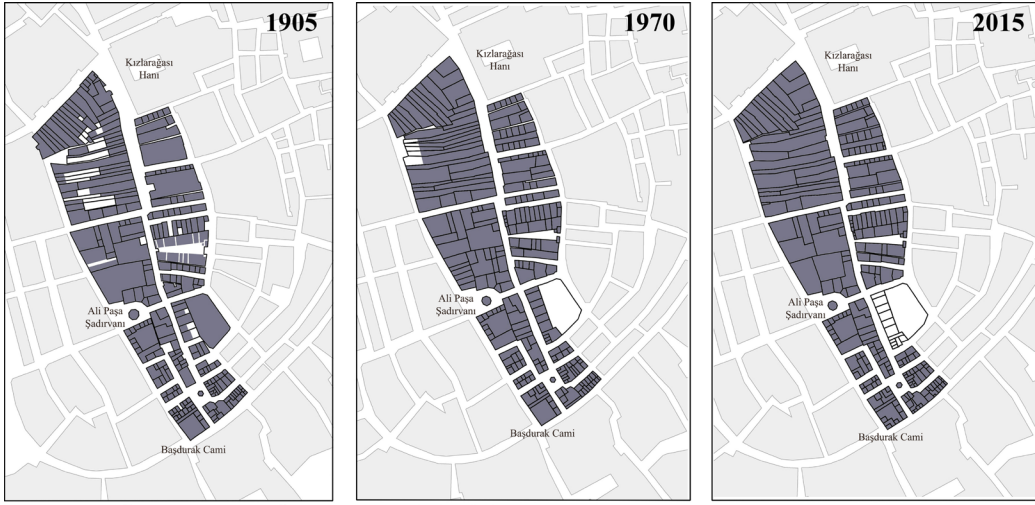 1905
Kızlarağası
Hanı
Ali Paşa
Şadırvanı
Başdurak Cami
1970
Kızlarağası
Hanı
Ali Paşa
Şadırvanı
Başdurak Cami
2015
Kızlarağası
Hanı
Ali Paşa
Şadırvanı
Başdurak Cami